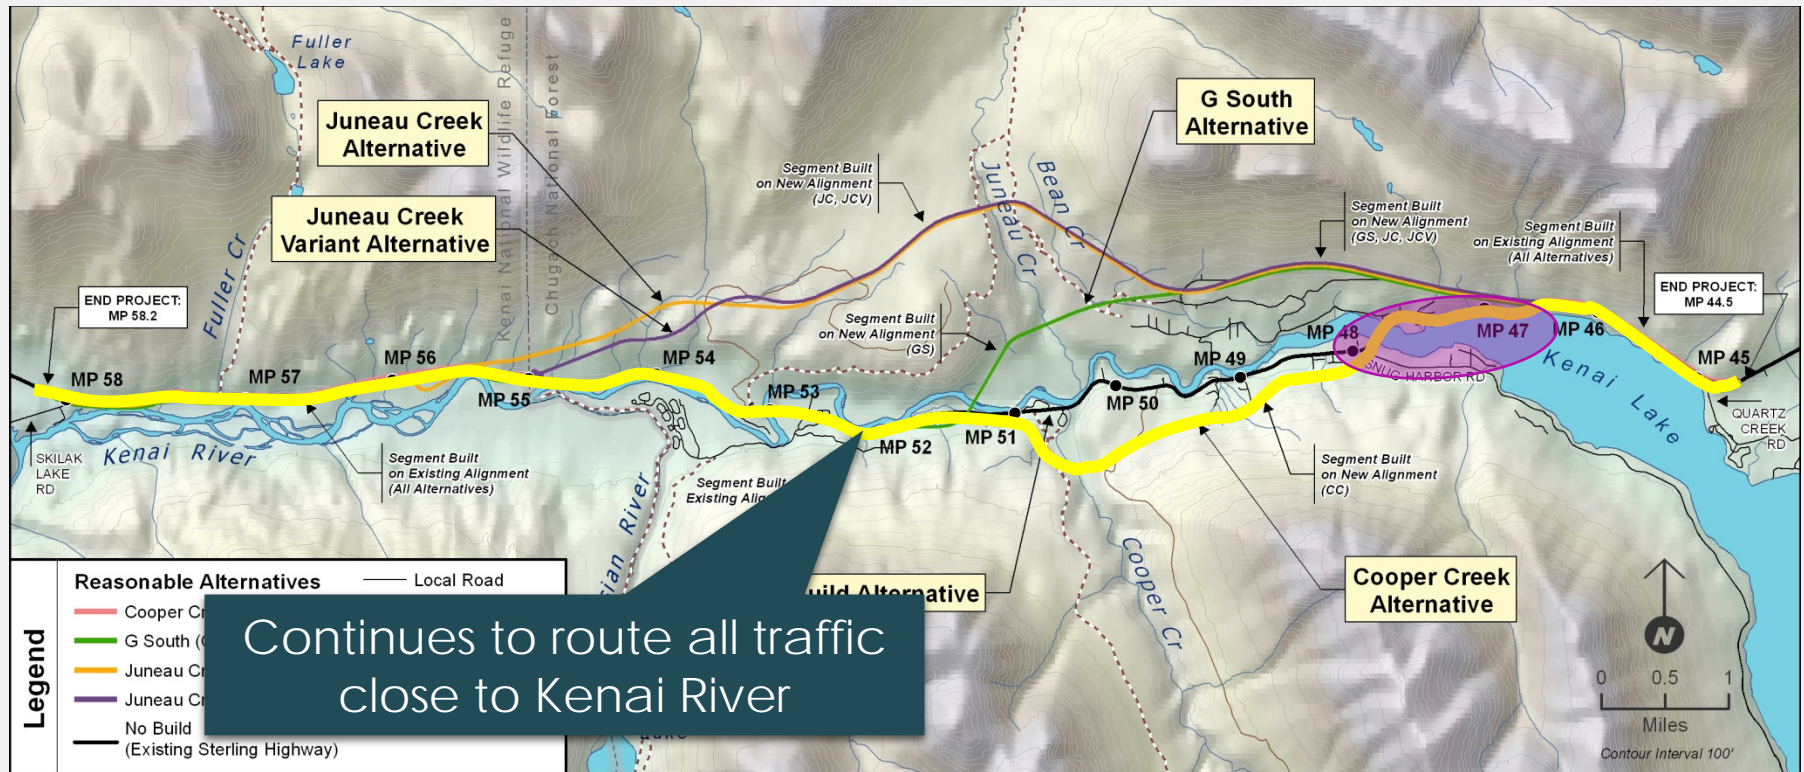 Fuller
Lake
Kenai National Wildlife Refuge
Chugach National Forest
Juneau Creek
Alternative
Juneau Creek
Variant Alternative
G South
Alternative
Segment Built
on New Alignment
(JC, JCV)
Juneau Cr
Bean Cr
Segment Built
on New Alignment
(GS, JC, JCV)
Segment Built
on Existing Alignment
(All Alternatives)
Fuller Cr
END PROJECT:
MP 58.2
END PROJECT:
MP 44.5
Segment Built
on New Alignment
(GS)
MP 58
MP 57
MP 56
MP 55
MP 54
MP 53
MP 52
MP 51
MP 50
MP 49
MP 48
MP 47
MP 46
MP 45
SNUG HARBOR RD
Kenai Lake
QUARTZ
CREEK
RD
SKILAK
LAKE
RD
Kenai River
Segment Built
on Existing Alignment
(All Alternatives)
Segment Built
Existing
River
Segment Built
on New Alignment
(CC)
Cooper Cr
Alternative
Cooper Creek
Alternative
Continues to route all traffic
close to Kenai River
Legend
Reasonable Alternatives
Local Road
Cooper
G South
Juneau
Juneau
No Build
(Existing Sterling Highway)
Lake
N
0 0.5 1
Miles
Contour Interval 100'